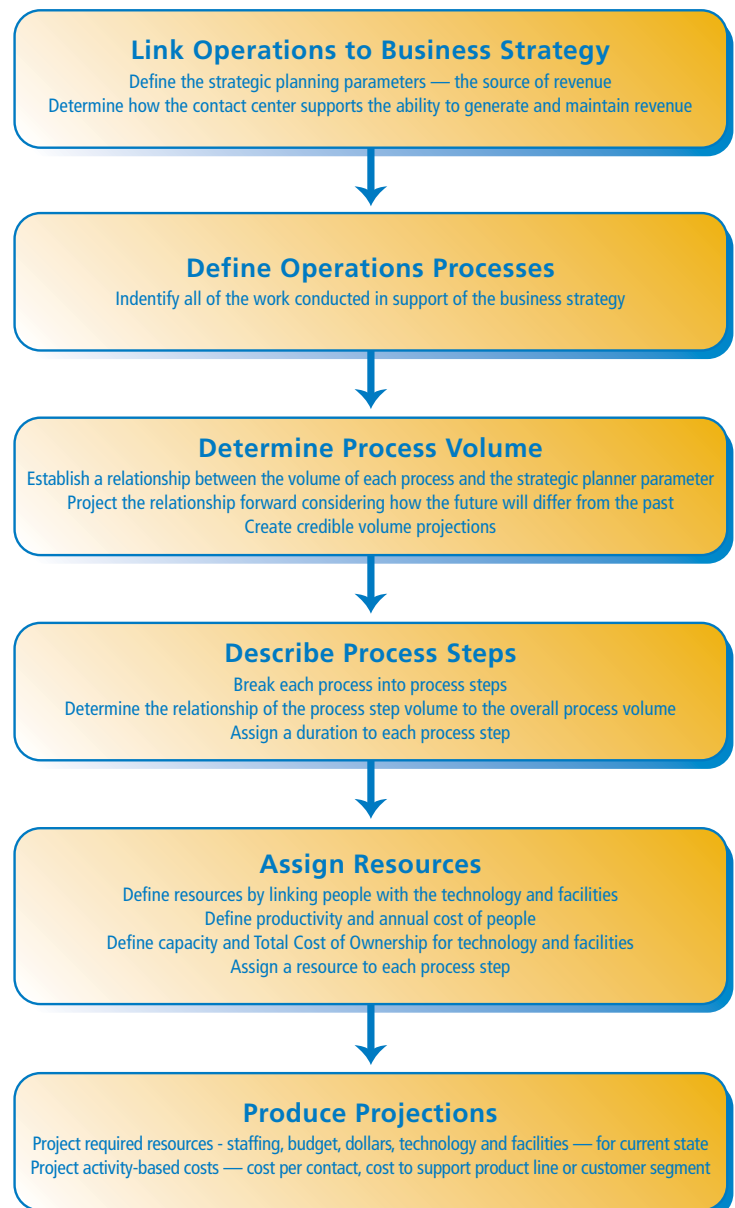 Link Operations to Business Strategy
Define the strategic planning parameters — the source of revenue
Determine how the contact center supports the ability to generate and maintain revenue
Define Operations Processes
Indentify all of the work conducted in support of the business strategy
Determine Process Volume
Establish a relationship between the volume of each process and the strategic planner parameter
Project the relationship forward considering how the future will differ from the past
Create credible volume projections
Describe Process Steps
Break each process into process steps
Determine the relationship of the process step volume to the overall process volume
Assign a duration to each process step
Assign Resources
Define resources by linking people with the technology and facilities
Define productivity and annual cost of people
Define capacity and Total Cost of Ownership for technology and facilities
Assign a resource to each process step
Produce Projections
Project required resources - staffing, budget, dollars, technology and facilities — for current state
Project activity-based costs — cost per contact, cost to support product line or customer segment